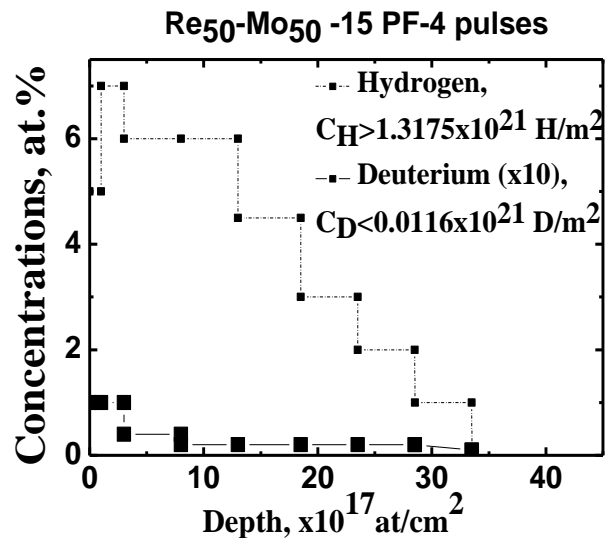 Re50-Mo50 -15 PF-4 pulses
Hydrogen,
CH>1.3175x10^21 H/m^2
Deuterium (x10),
CD<0.0116x10^21 D/m^2
Concentrations, at.%
6
4
2
0
0 10 20 30 40
Depth, x10^17 at/cm^2